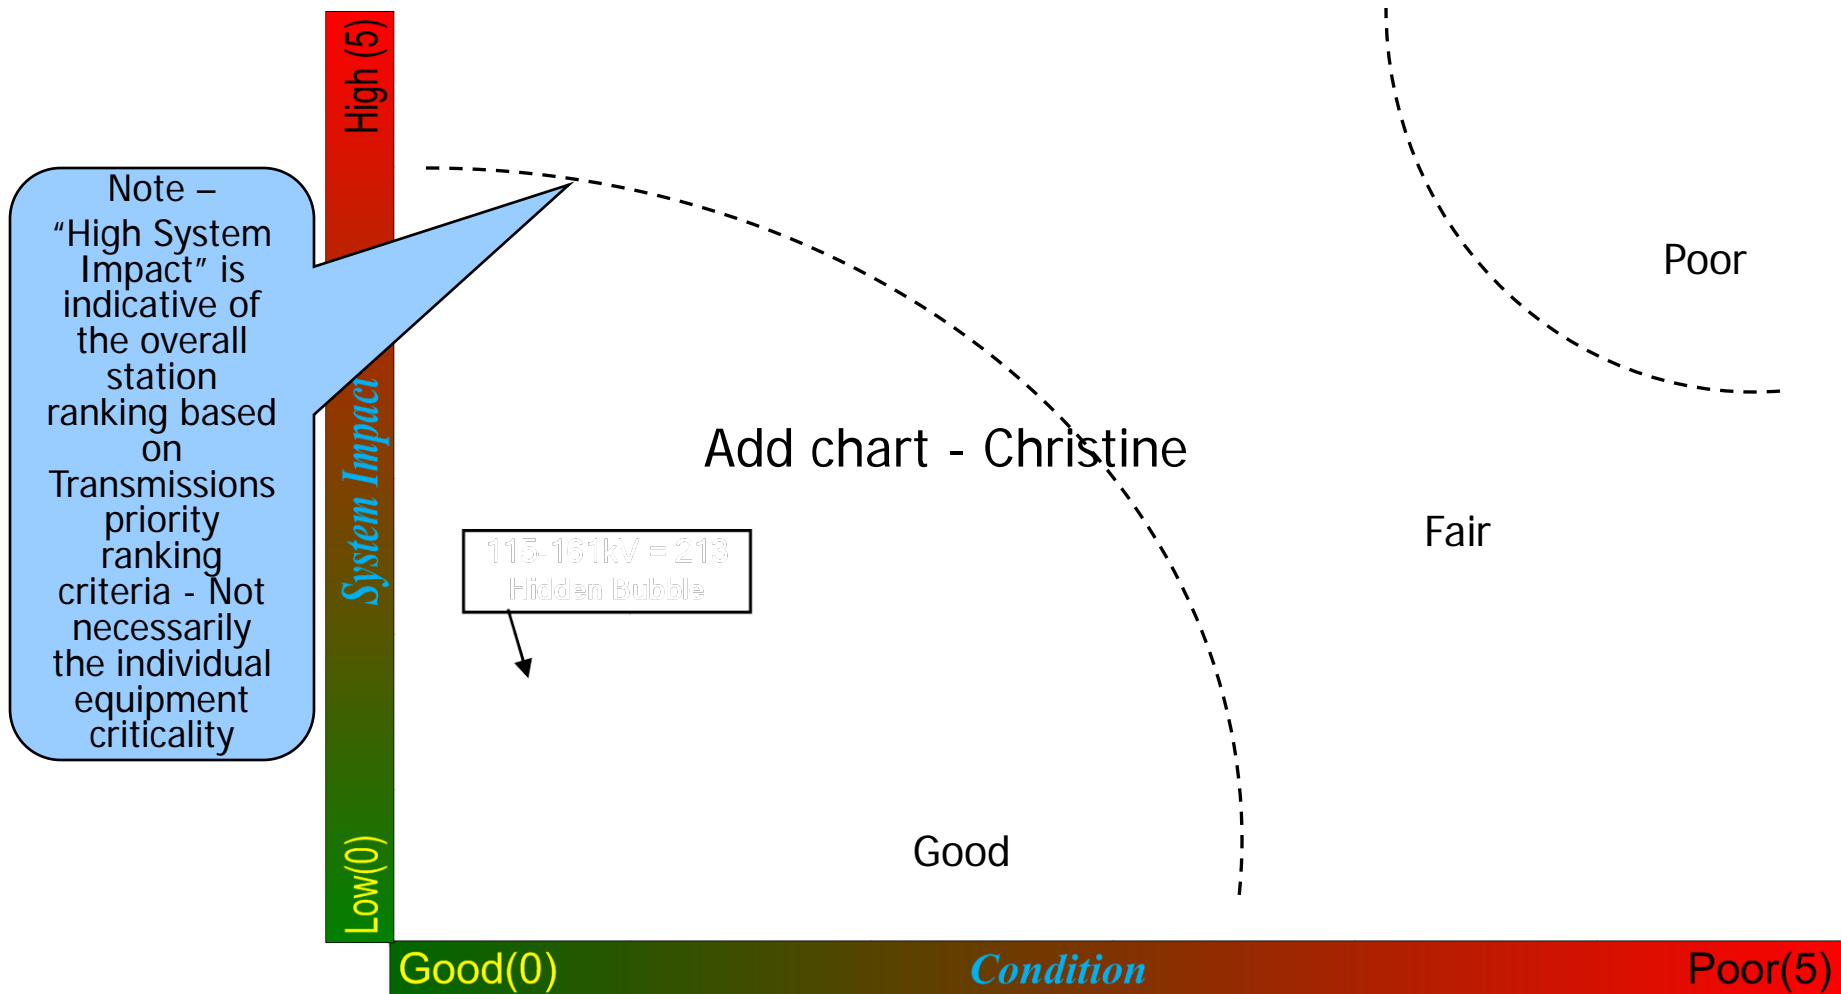 High (5)
System Impact
Low(0)
Note –
“High System
Impact” is
indicative of
the overall
station
ranking based
on
Transmissions
priority
ranking
criteria - Not
necessarily
the individual
equipment
criticality
Poor
Add chart - Christine
Fair
115-161kV = 213
Hidden Bubble
Good
Good(0)
Condition
Poor(5)